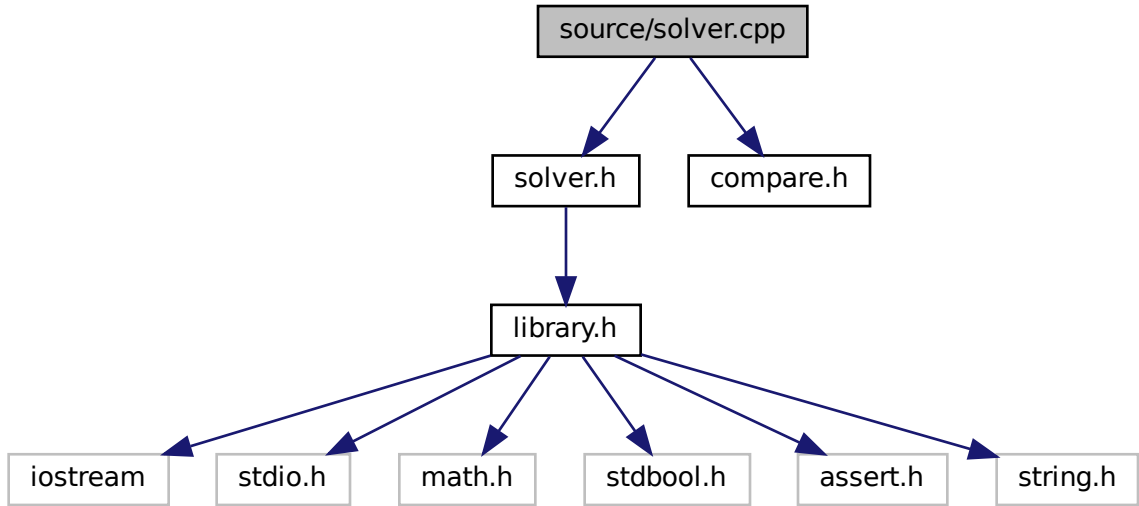 source/solver.cpp
solver.h
compare.h
library.h
iostream
stdio.h
math.h
stdbool.h
assert.h
string.h